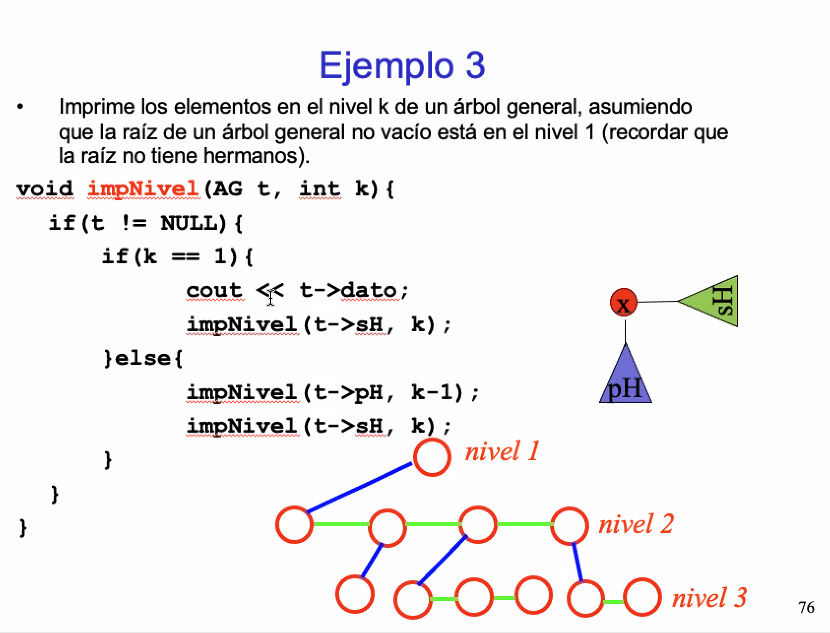 Ejemplo 3
• Imprime los elementos en el nivel k de un árbol general, asumiendo
que la raíz de un árbol general no vacío está en el nivel 1 (recordar que
la raíz no tiene hermanos).
void impNivel(AG t, int k){
if(t != NULL){
if(k == 1){
cout << t->dato;
impNivel(t->sH, k);
}else{
impNivel(t->pH, k-1);
impNivel(t->sH, k);
}
}
}
x
sH
pH
nivel 1
nivel 2
nivel 3
76